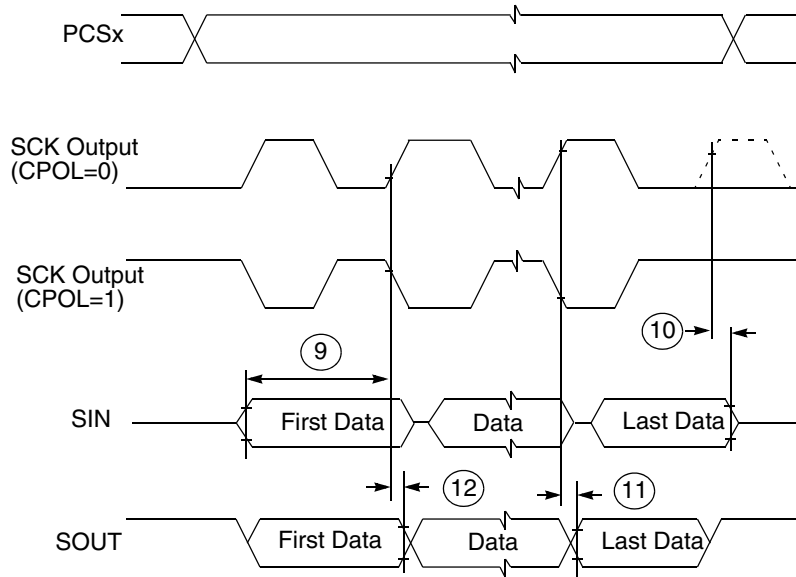 PCSx
SCK Output
(CPOL=0)
SCK Output
(CPOL=1)
10
9
SIN
First Data
Data
Last Data
12
11
SOUT
First Data
Data
Last Data